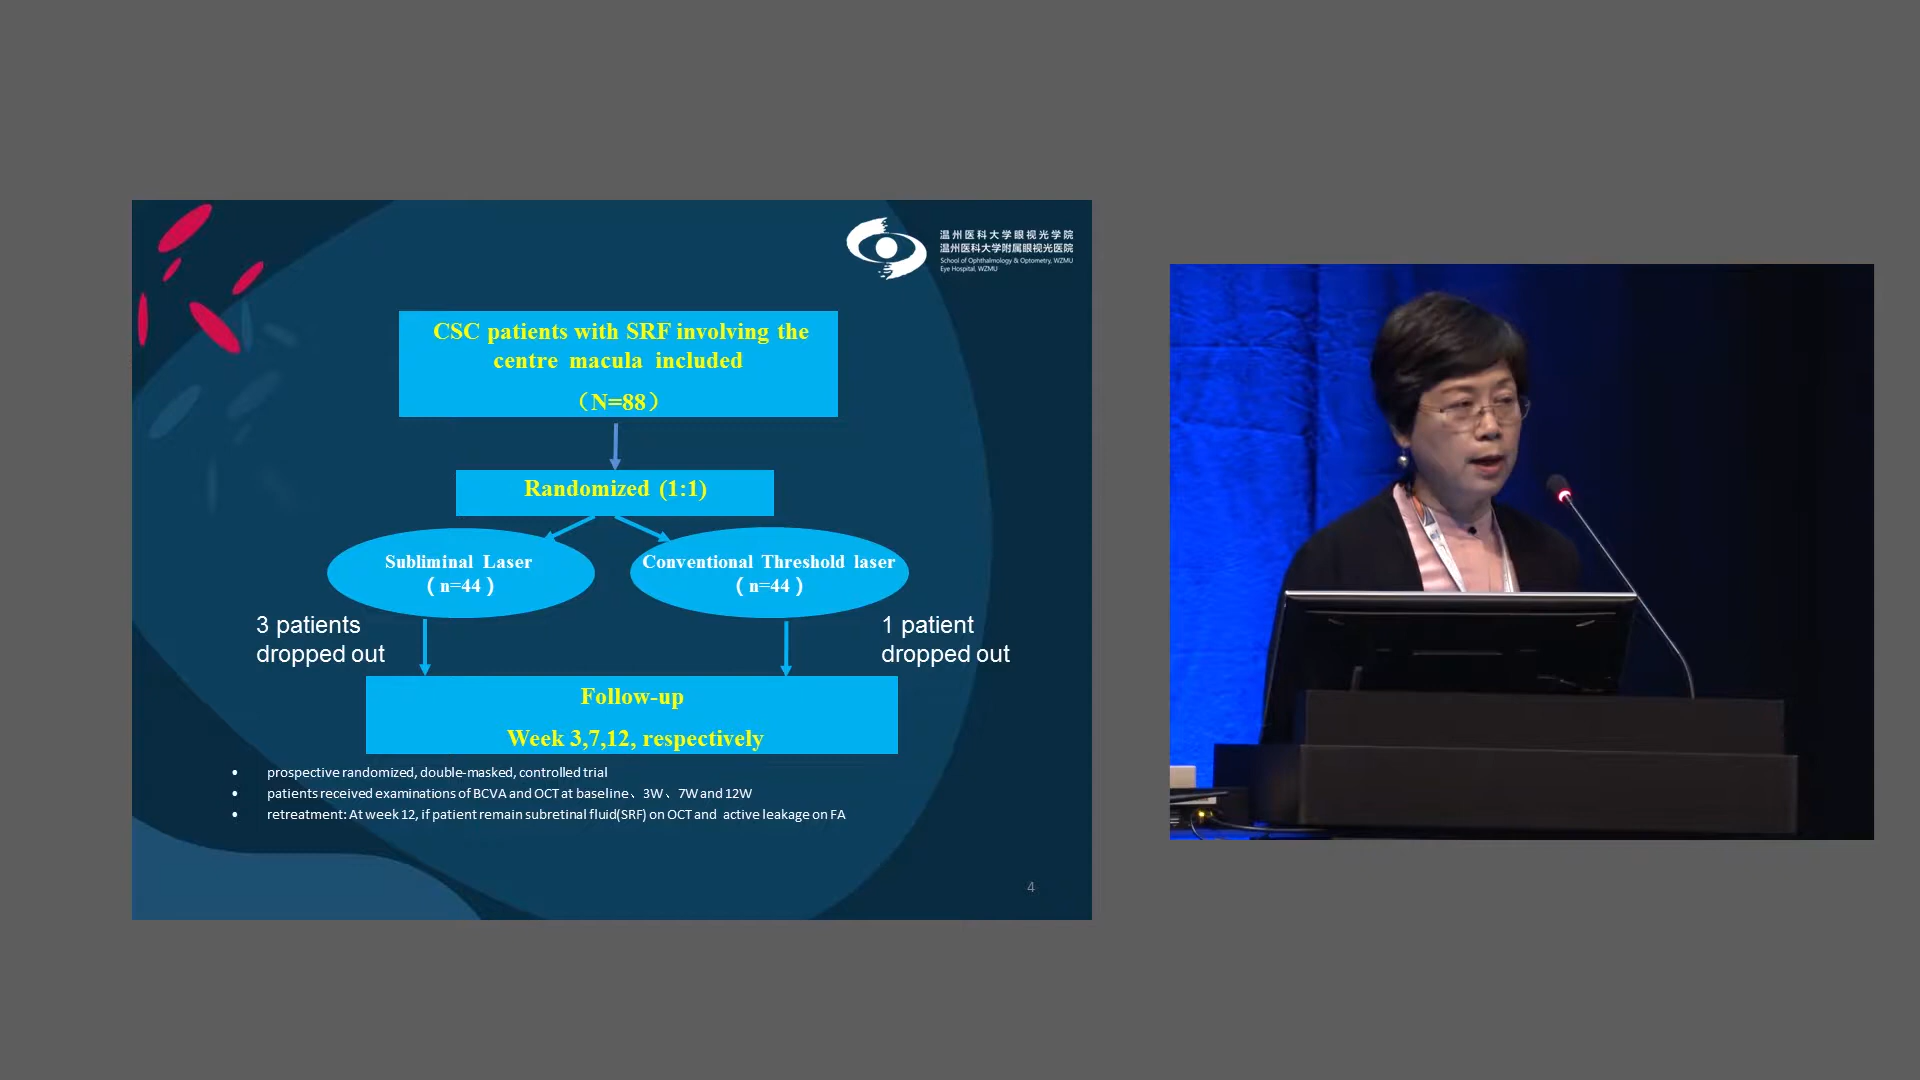 温州医科大学眼视光学院
温州医科大学附属眼视光医院
School of Ophthalmology & Optometry, WZMU
Eye Hospital, WZMU
CSC patients with SRF involving the
centre macula included
（N=88）
Randomized (1:1)
Subliminal Laser
( n=44 )
Conventional Threshold laser
( n=44 )
3 patients
dropped out
1 patient
dropped out
Follow-up
Week 3,7,12, respectively
• prospective randomized, double-masked, controlled trial
• patients received examinations of BCVA and OCT at baseline、3W、7W and 12W
• retreatment: At week 12, if patient remain subretinal fluid(SRF) on OCT and active leakage on FA
4